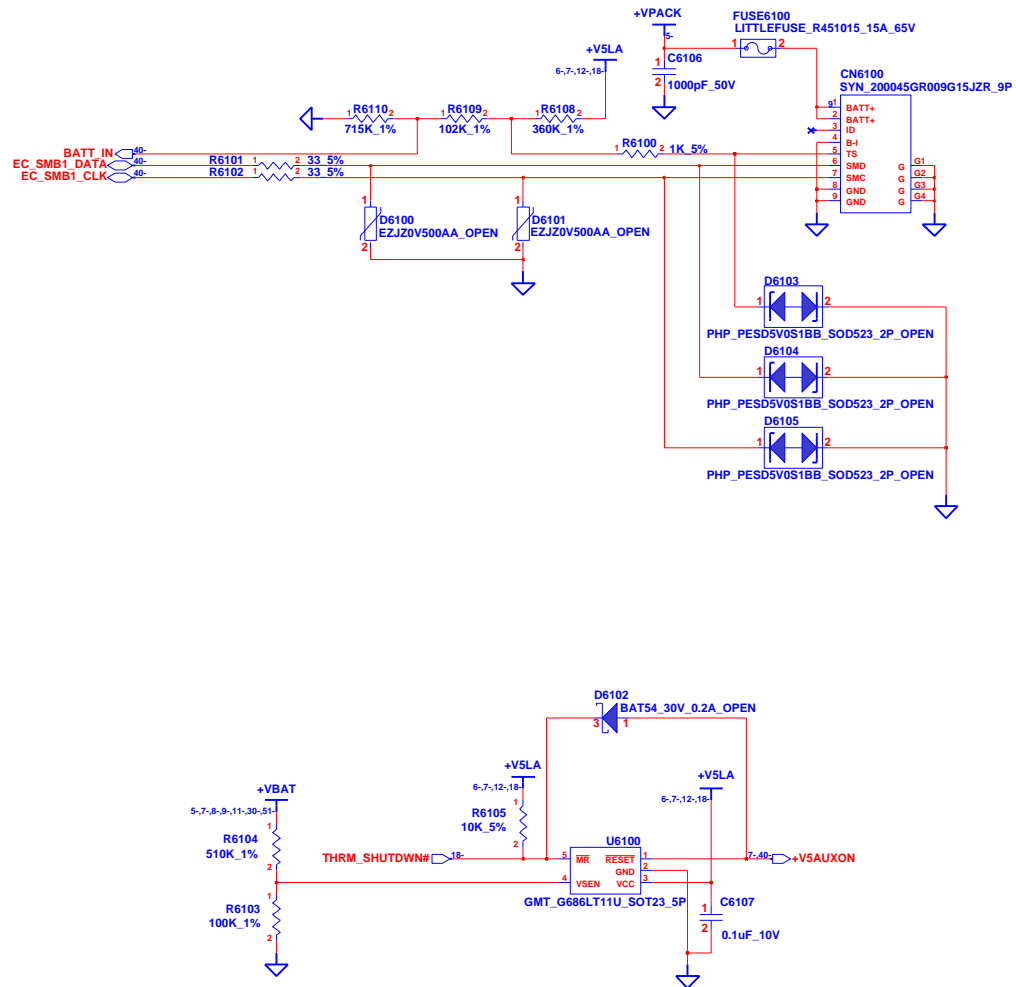 +VPACK
5-
FUSE6100
LITTLEFUSE_R451015_15A_65V
1 2
+V5LA
6-,7-,12-,18-
1 C6106
2 1000pF_50V
CN6100
SYN_200045GR009G15JZR_9P
9 1 BATT+
2 BATT+
3 ID
4 B-I
5 TS
6 SMD
7 SMC
8 GND
9 GND
G G1
G G2
G G3
G G4
1 R6110 2
715K_1%
1 R6109 2
102K_1%
1 R6108 2
360K_1%
BATT_IN 40-
EC_SMB1_DATA 40-
EC_SMB1_CLK 40-
R6101 1 2 33_5%
R6102 1 2 33_5%
R6100 1 2 1K_5%
1
D6100
EZJZ0V500AA_OPEN
2
1
D6101
EZJZ0V500AA_OPEN
2
D6103
1 2
PHP_PESD5V0S1BB_SOD523_2P_OPEN
D6104
1 2
PHP_PESD5V0S1BB_SOD523_2P_OPEN
D6105
1 2
PHP_PESD5V0S1BB_SOD523_2P_OPEN
D6102
BAT54_30V_0.2A_OPEN
3 1
+V5LA
6-,7-,12-,18-
+V5LA
6-,7-,12-,18-
+VBAT
5-,7-,8-,9-,11-,30-,51-
1
R6105
10K_5%
2
1
R6104
510K_1%
2
U6100
THRM_SHUTDWN# 18-
5 MR RESET 1
GND 2
4 VSEN VCC 3
7-,40- +V5AUXON
GMT_G686LT11U_SOT23_5P
1
R6103
100K_1%
2
C6107
1
2
0.1uF_10V